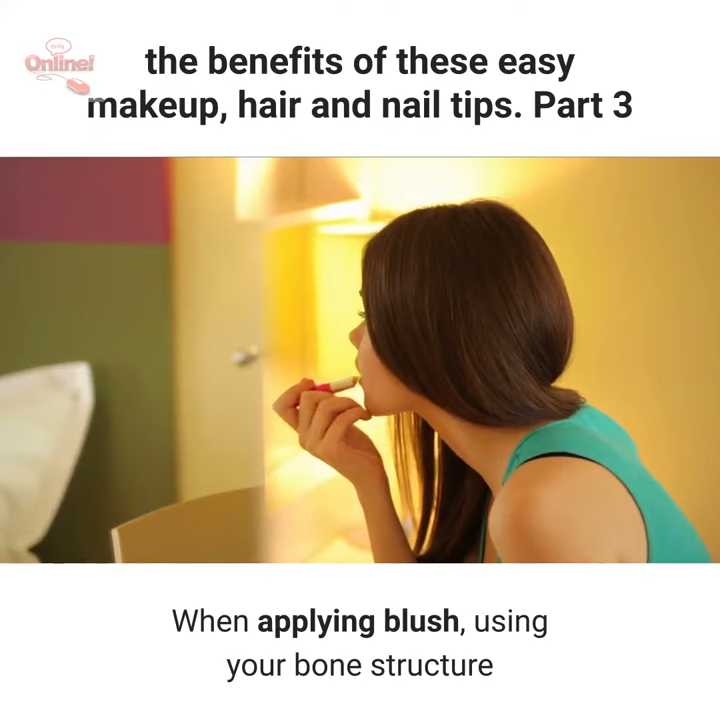 only
Online!
the benefits of these easy
makeup, hair and nail tips. Part 3
When applying blush, using
your bone structure